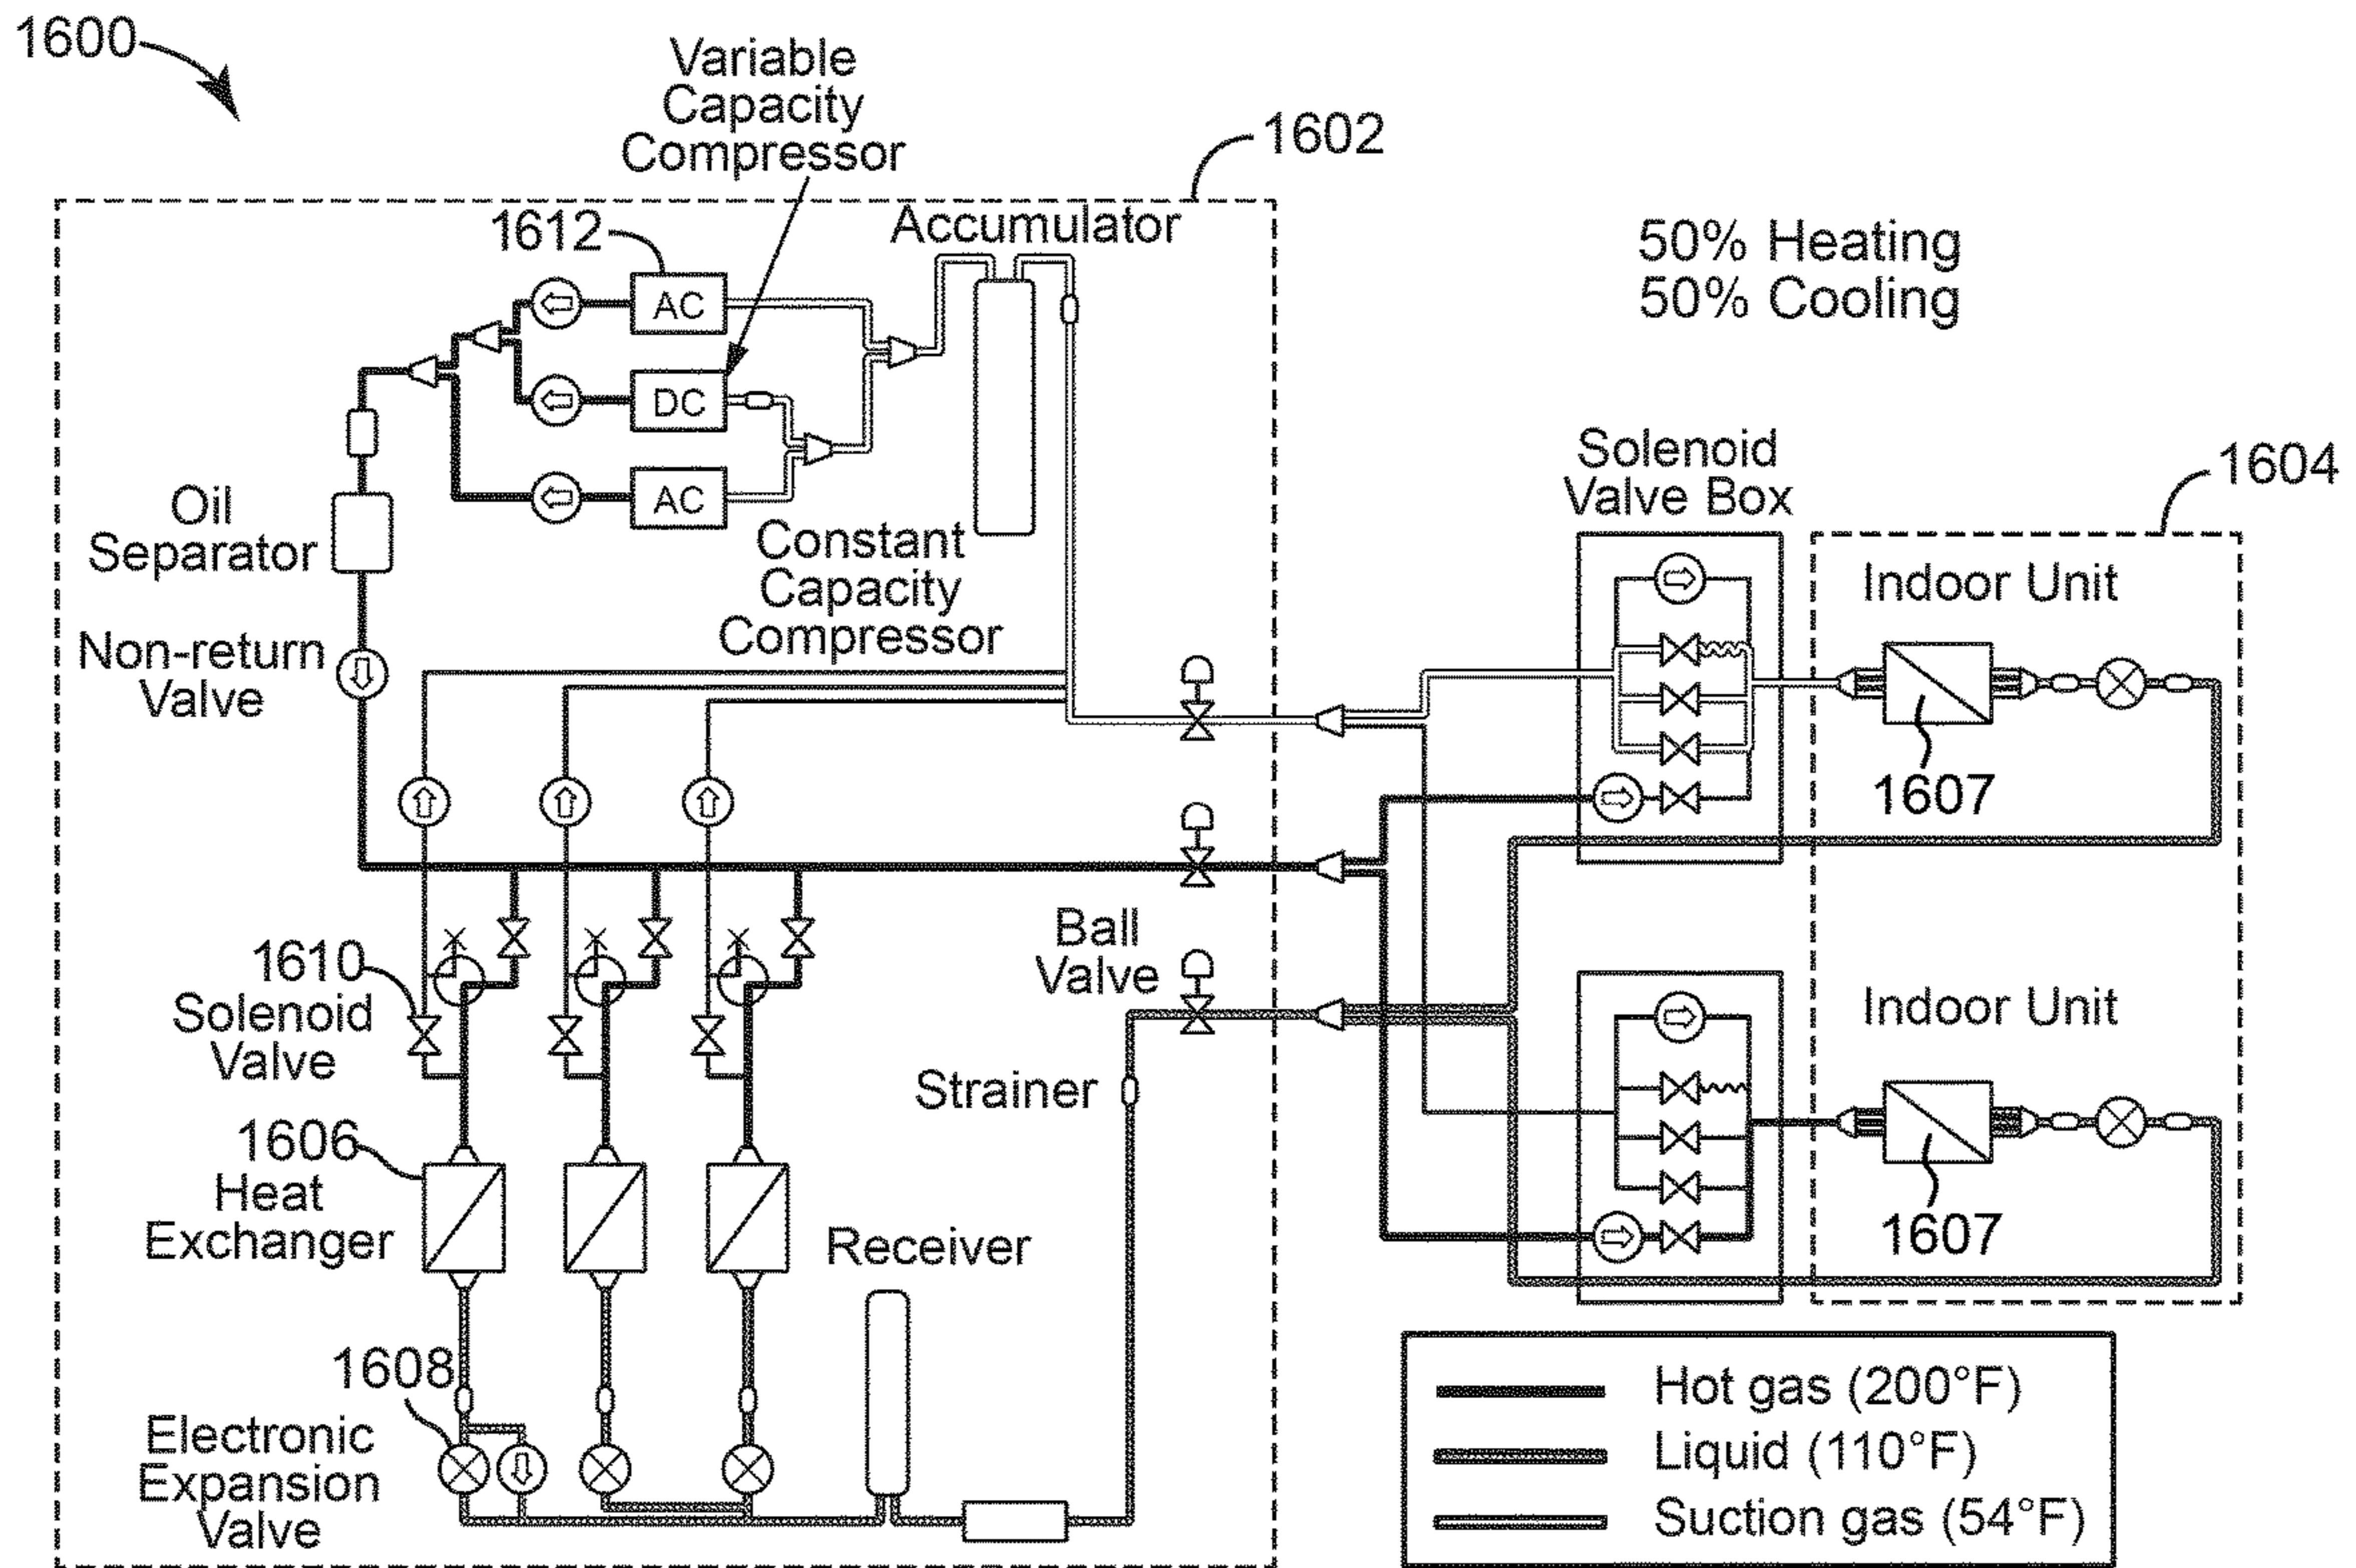 1600
Variable
Capacity
Compressor
1602
1612
Accumulator
50% Heating
50% Cooling
AC
DC
AC
Solenoid
Valve Box
1604
Oil
Separator
Constant
Capacity
Compressor
Indoor Unit
Non-return
Valve
1607
Ball
Valve
1610
Solenoid
Valve
Indoor Unit
Strainer
1606
Heat
Exchanger
Receiver
1607
1608
Electronic
Expansion
Valve
Hot gas (200°F)
Liquid (110°F)
Suction gas (54°F)